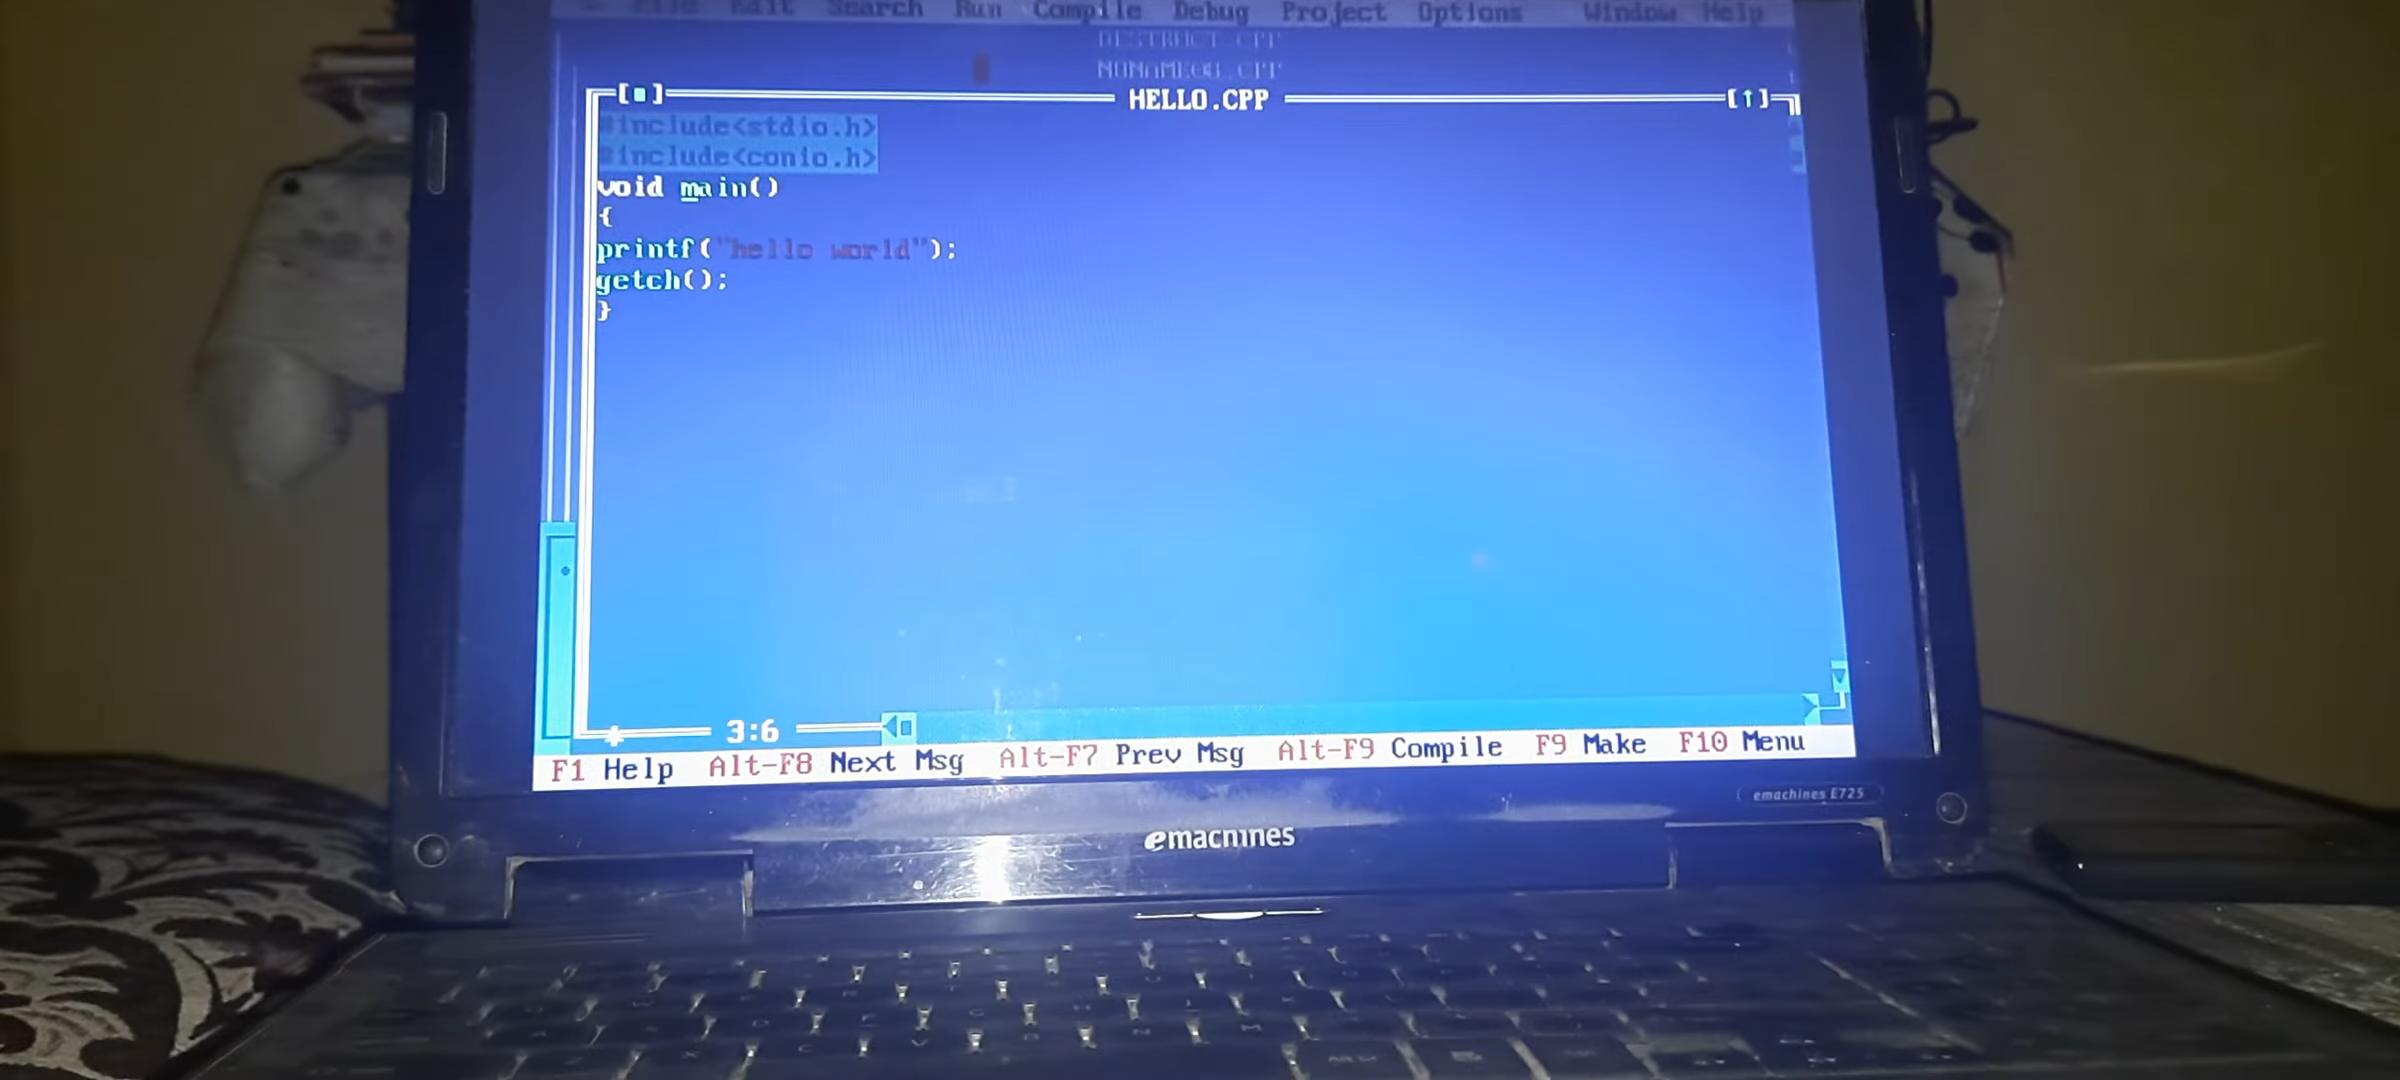 ≡ File Edit Search Run Compile Debug Project Options Window Help
DESTRUCT.CPP
HELLO.CPP
#include<stdio.h>
#include<conio.h>
void main()
{
printf("hello world");
getch();
}
3:6
F1 Help Alt-F8 Next Msg Alt-F7 Prev Msg Alt-F9 Compile F9 Make F10 Menu
emachines E725
emachines